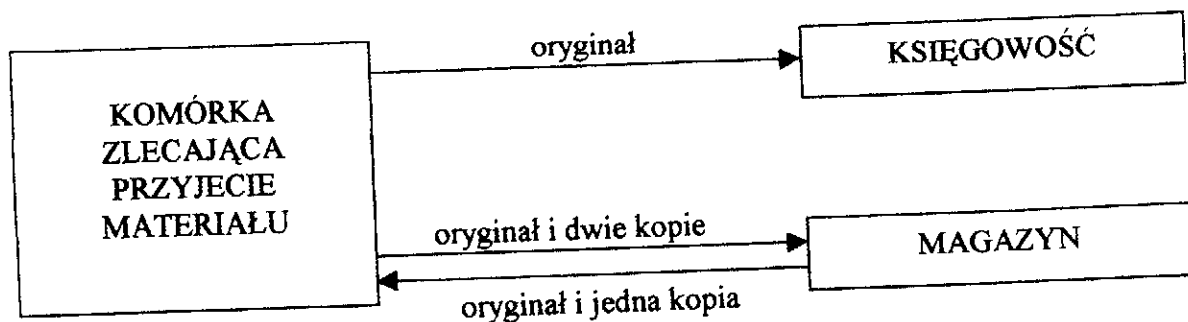 oryginał
KSIĘGOWOŚĆ
KOMÓRKA
ZLECAJĄCA
PRZYJECIE
MATERIAŁU
oryginał i dwie kopie
MAGAZYN
oryginał i jedna kopia